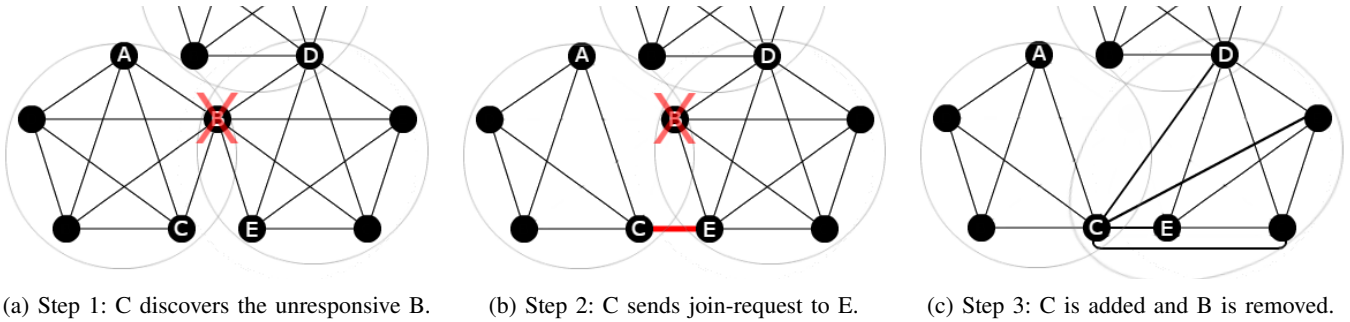 A D B C E
A D B C E
A D C E
(a) Step 1: C discovers the unresponsive B.
(b) Step 2: C sends join-request to E.
(c) Step 3: C is added and B is removed.